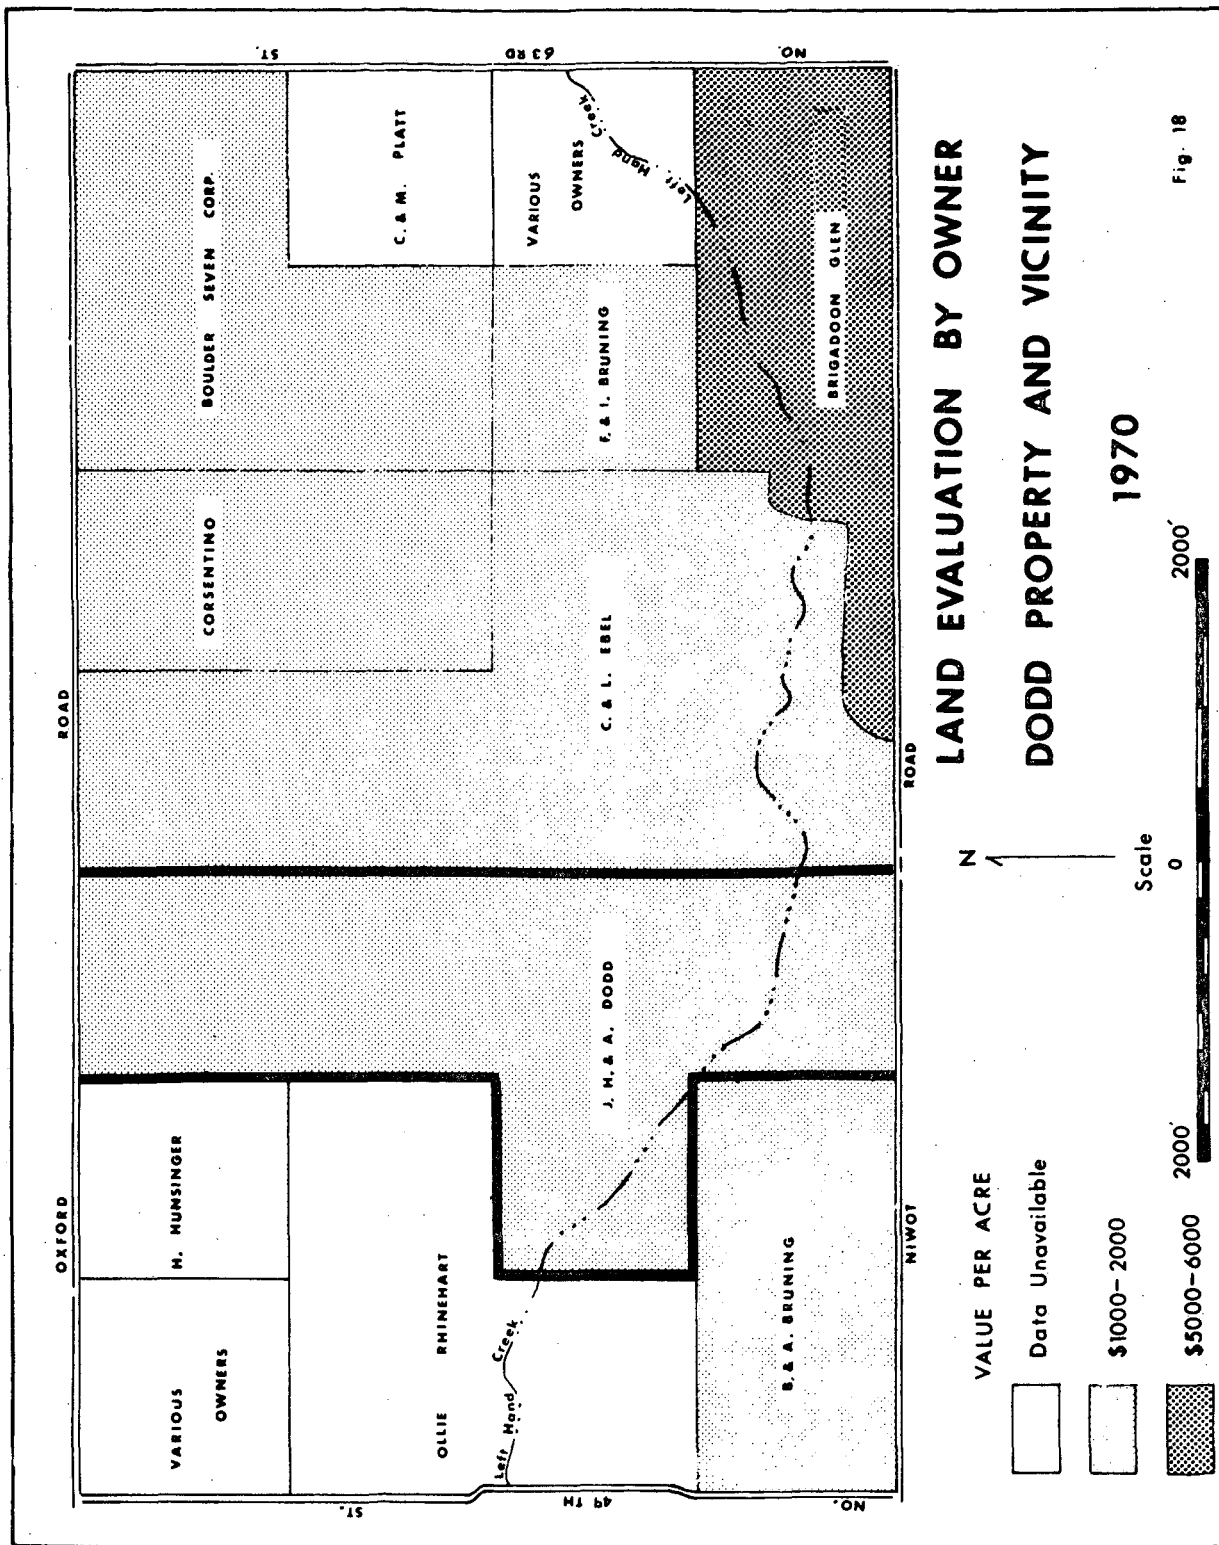 OXFORD ROAD
VARIOUS OWNERS
H. HUNSINGER
CORSENTINO
BOULDER SEVEN CORP.
C. & M. PLATT
OLLIE RHINEHART
VARIOUS OWNERS
Left Hand Creek
J. H. & A. DODD
C. & L. EBEL
F. & I. BRUNING
Left Hand Creek
B. & A. BRUNING
BRIGADOON GLEN
NO. 49 TH ST.
NO. 63 RD ST.
NIWOT ROAD
VALUE PER ACRE
Data Unavailable
$1000-2000
$5000-6000
N
Scale
2000' 0 2000'
LAND EVALUATION BY OWNER
DODD PROPERTY AND VICINITY
1970
Fig. 18